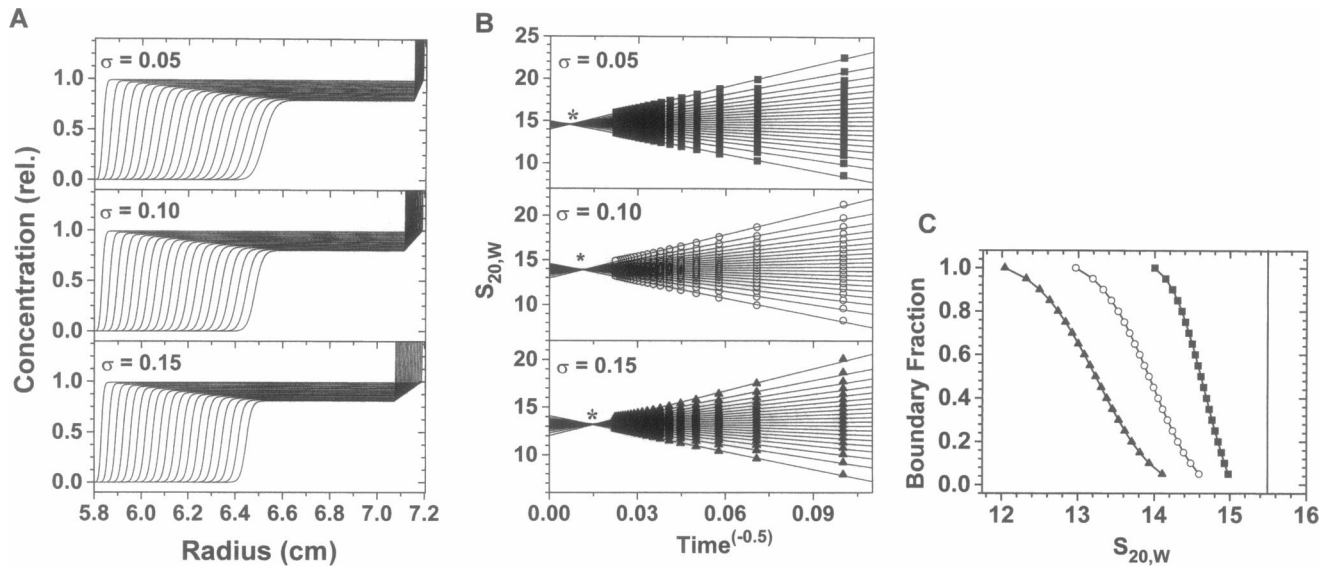 A
σ = 0.05
1.0
0.5
0.0
σ = 0.10
1.0
0.5
0.0
σ = 0.15
1.0
0.5
0.0
5.8 6.0 6.2 6.4 6.6 6.8 7.0 7.2
Concentration (rel.)
Radius (cm)
B
25
σ = 0.05
20
15
10
*
σ = 0.10
20
15
10
*
σ = 0.15
20
15
10
*
0.00 0.03 0.06 0.09
S20,W
Time(-0.5)
C
1.0
0.8
0.6
0.4
0.2
0.0
12 13 14 15 16
Boundary Fraction
S20,W